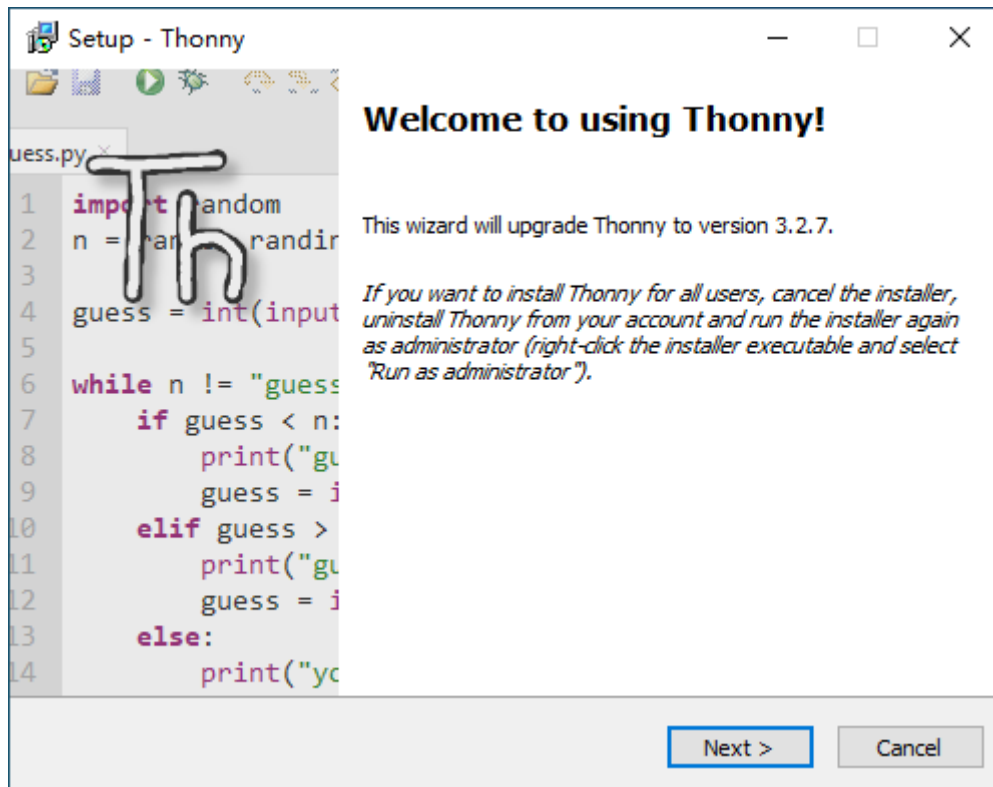 Setup - Thonny
Welcome to using Thonny!
This wizard will upgrade Thonny to version 3.2.7.
If you want to install Thonny for all users, cancel the installer,
uninstall Thonny from your account and run the installer again
as administrator (right-click the installer executable and select
"Run as administrator").
uess.py
Th
1 import random
2 n = ran randin
3
4 guess = int(input
5
6 while n != "guess
7 if guess < n:
8 print("gu
9 guess = i
10 elif guess >
11 print("gu
12 guess = i
13 else:
14 print("yo
Next >
Cancel